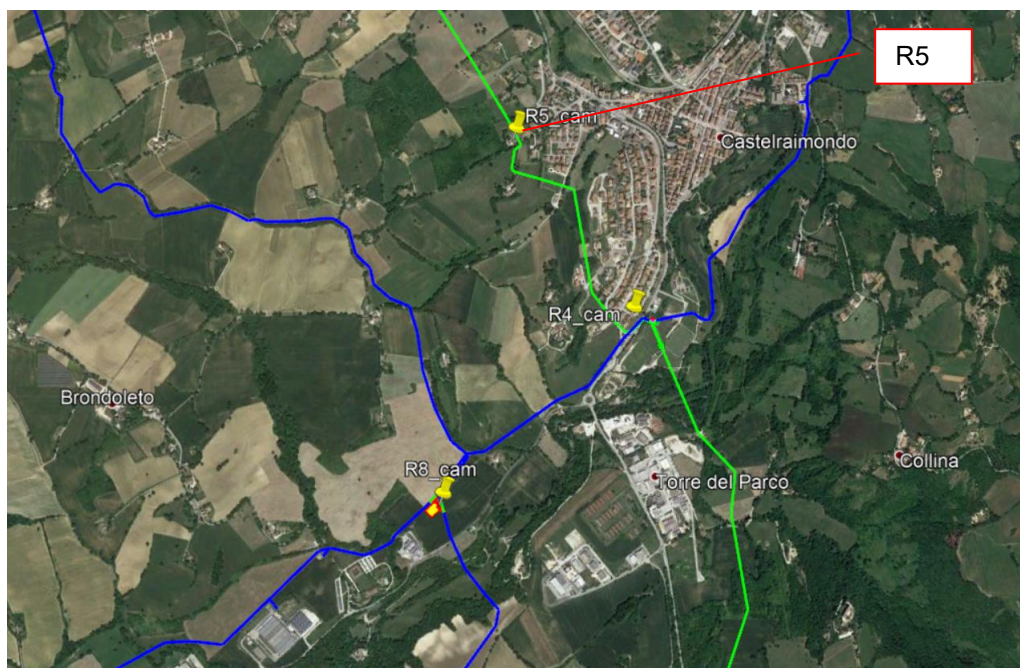 R5
R5_cam
Castelraimondo
R4_cam
Brondoleto
Collina
R8_cam
Torre del Parco